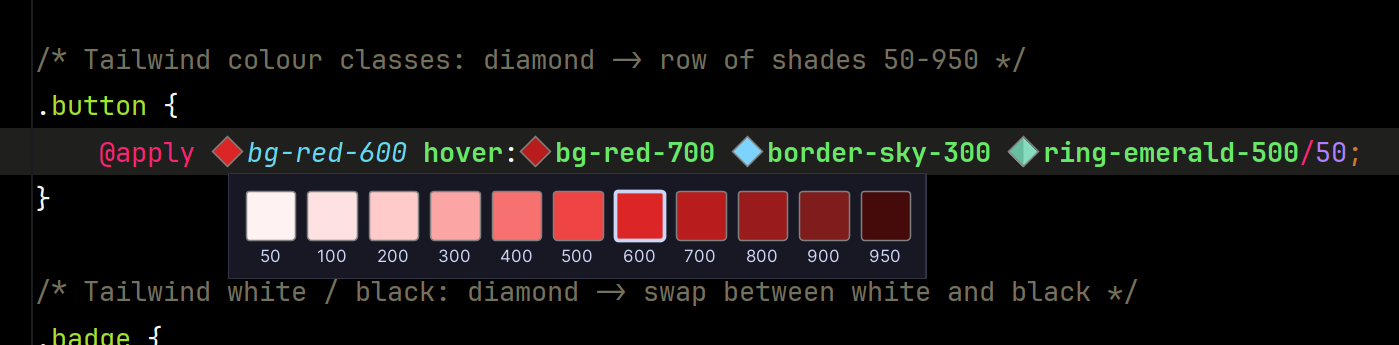 /* Tailwind colour classes: diamond -> row of shades 50-950 */
.button {
@apply bg-red-600 hover:bg-red-700 border-sky-300 ring-emerald-500/50;
50 100 200 300 400 500 600 700 800 900 950
}
/* Tailwind white / black: diamond -> swap between white and black */
.badge {